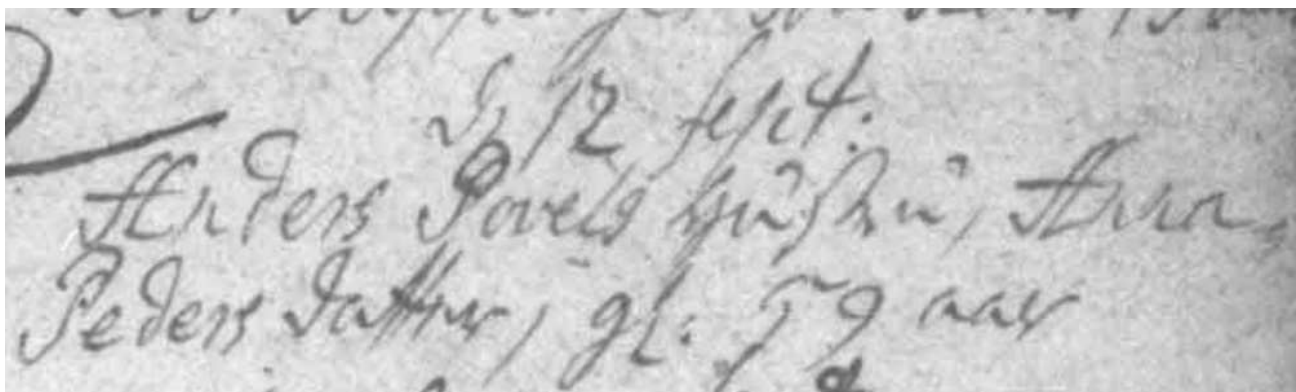 D, 12 Sept.
Anders Povels Hustru, Anna
Peders datter, gl. 59 aar